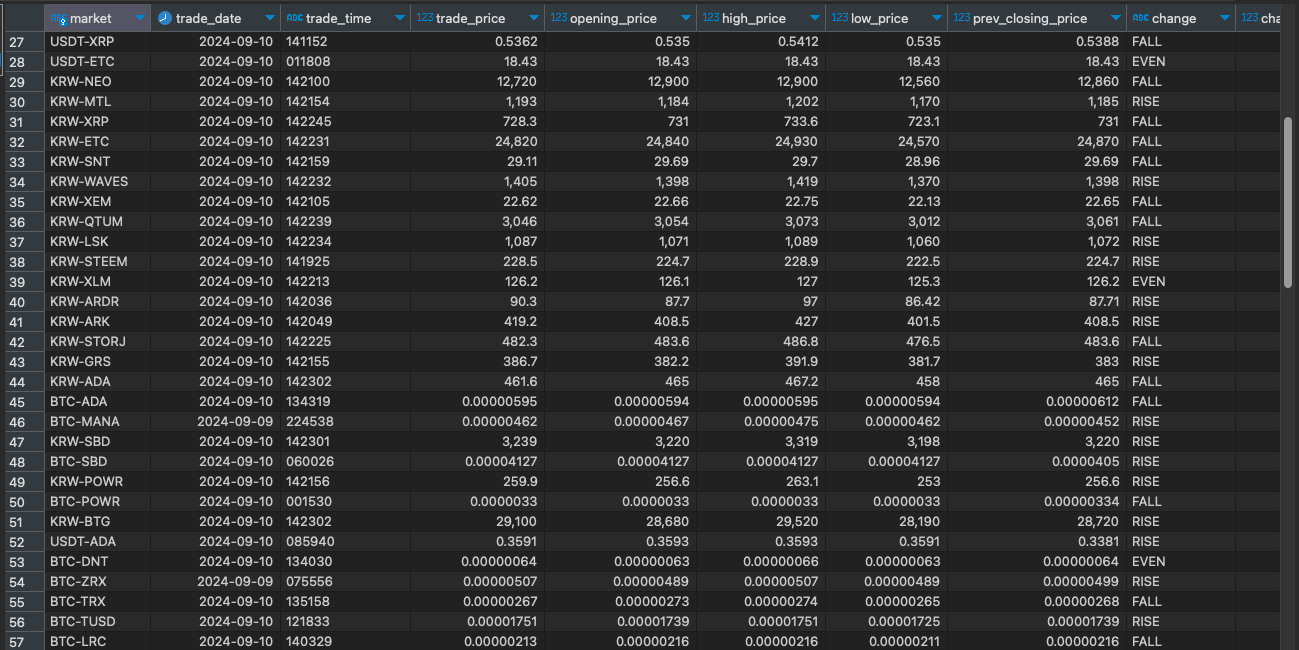 market trade_date ABC trade_time 123 trade_price 123 opening_price 123 high_price 123 low_price 123 prev_closing_price ABC change 123 cha
27 USDT-XRP 2024-09-10 141152 0.5362 0.535 0.5412 0.535 0.5388 FALL
28 USDT-ETC 2024-09-10 011808 18.43 18.43 18.43 18.43 18.43 EVEN
29 KRW-NEO 2024-09-10 142100 12,720 12,900 12,900 12,560 12,860 FALL
30 KRW-MTL 2024-09-10 142154 1,193 1,184 1,202 1,170 1,185 RISE
31 KRW-XRP 2024-09-10 142245 728.3 731 733.6 723.1 731 FALL
32 KRW-ETC 2024-09-10 142231 24,820 24,840 24,930 24,570 24,870 FALL
33 KRW-SNT 2024-09-10 142159 29.11 29.69 29.7 28.96 29.69 FALL
34 KRW-WAVES 2024-09-10 142232 1,405 1,398 1,419 1,370 1,398 RISE
35 KRW-XEM 2024-09-10 142105 22.62 22.66 22.75 22.13 22.65 FALL
36 KRW-QTUM 2024-09-10 142239 3,046 3,054 3,073 3,012 3,061 FALL
37 KRW-LSK 2024-09-10 142234 1,087 1,071 1,089 1,060 1,072 RISE
38 KRW-STEEM 2024-09-10 141925 228.5 224.7 228.9 222.5 224.7 RISE
39 KRW-XLM 2024-09-10 142213 126.2 126.1 127 125.3 126.2 EVEN
40 KRW-ARDR 2024-09-10 142036 90.3 87.7 97 86.42 87.71 RISE
41 KRW-ARK 2024-09-10 142049 419.2 408.5 427 401.5 408.5 RISE
42 KRW-STORJ 2024-09-10 142225 482.3 483.6 486.8 476.5 483.6 FALL
43 KRW-GRS 2024-09-10 142155 386.7 382.2 391.9 381.7 383 RISE
44 KRW-ADA 2024-09-10 142302 461.6 465 467.2 458 465 FALL
45 BTC-ADA 2024-09-10 134319 0.00000595 0.00000594 0.00000595 0.00000594 0.00000612 FALL
46 BTC-MANA 2024-09-09 224538 0.00000462 0.00000467 0.00000475 0.00000462 0.00000452 RISE
47 KRW-SBD 2024-09-10 142301 3,239 3,220 3,319 3,198 3,220 RISE
48 BTC-SBD 2024-09-10 060026 0.00004127 0.00004127 0.00004127 0.00004127 0.0000405 RISE
49 KRW-POWR 2024-09-10 142156 259.9 256.6 263.1 253 256.6 RISE
50 BTC-POWR 2024-09-10 001530 0.0000033 0.0000033 0.0000033 0.0000033 0.00000334 FALL
51 KRW-BTG 2024-09-10 142302 29,100 28,680 29,520 28,190 28,720 RISE
52 USDT-ADA 2024-09-10 085940 0.3591 0.3593 0.3593 0.3591 0.3381 RISE
53 BTC-DNT 2024-09-10 134030 0.00000064 0.00000063 0.00000066 0.00000063 0.00000064 EVEN
54 BTC-ZRX 2024-09-09 075556 0.00000507 0.00000489 0.00000507 0.00000489 0.00000499 RISE
55 BTC-TRX 2024-09-10 135158 0.00000267 0.00000273 0.00000274 0.00000265 0.00000268 FALL
56 BTC-TUSD 2024-09-10 121833 0.00001751 0.00001739 0.00001751 0.00001725 0.00001739 RISE
57 BTC-LRC 2024-09-10 140329 0.00000213 0.00000216 0.00000216 0.00000211 0.00000216 FALL